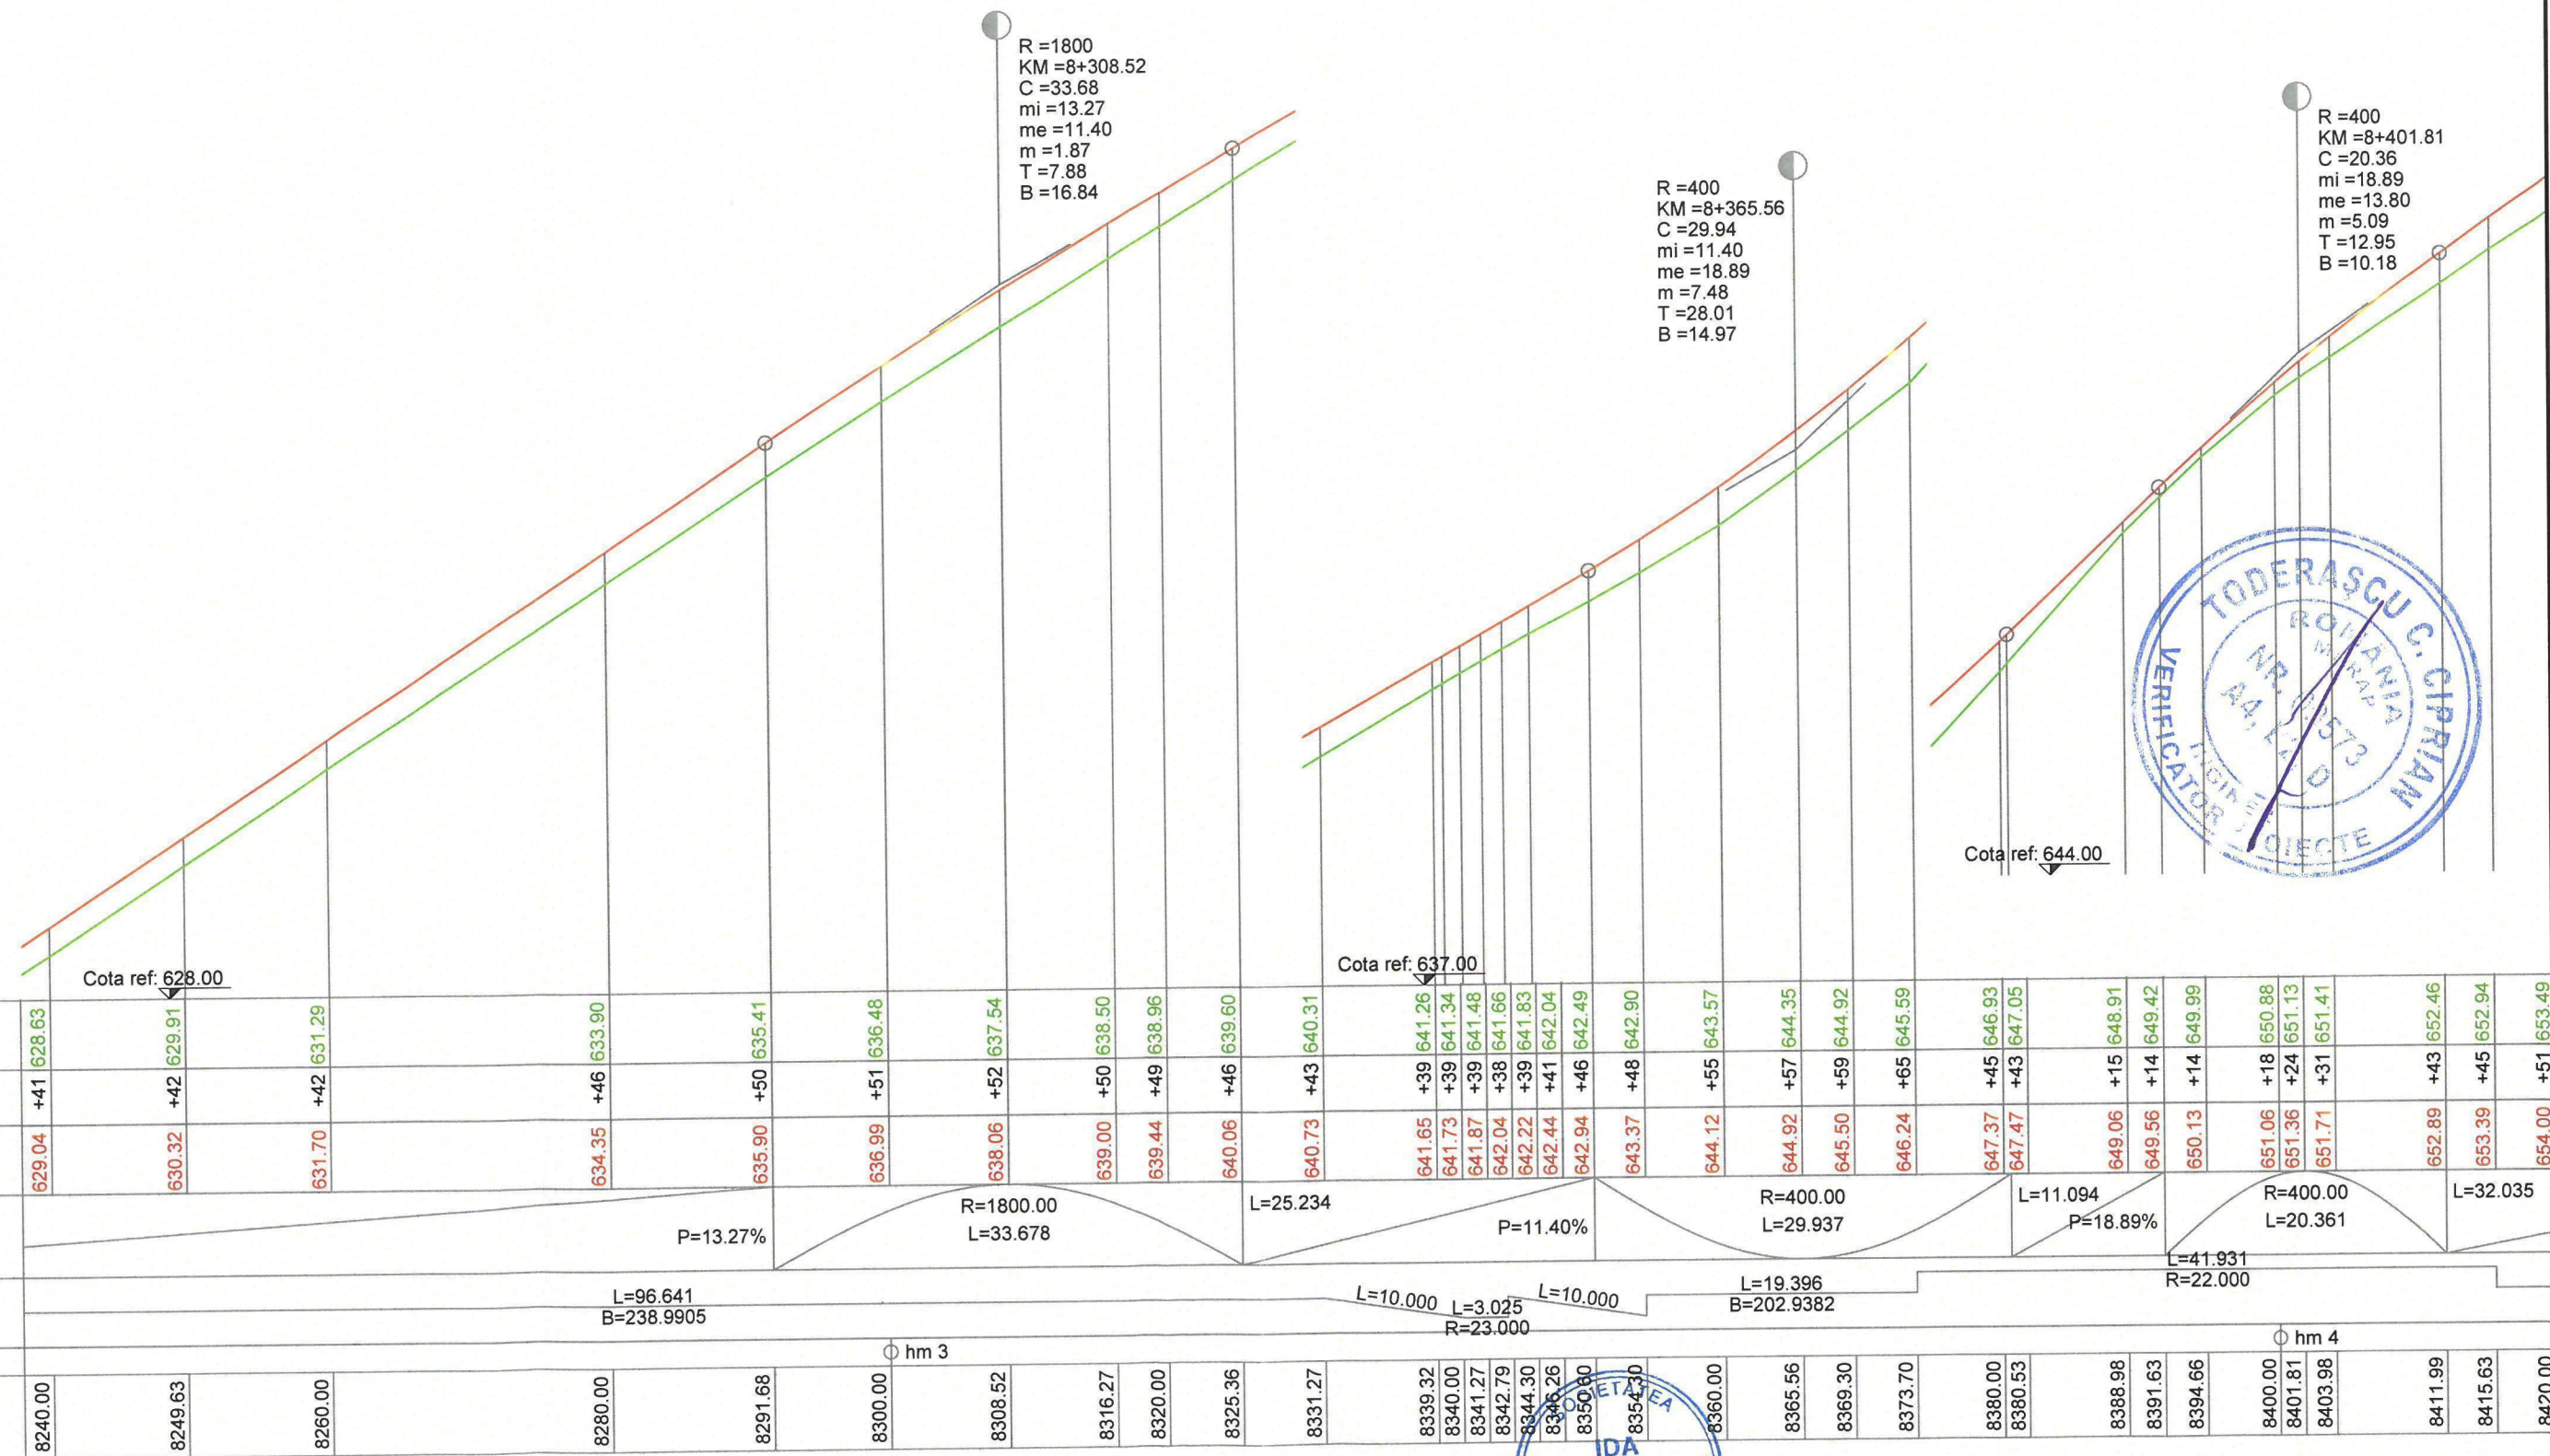 R =1800
KM =8+308.52
C =33.68
mi =13.27
me =11.40
m =1.87
T =7.88
B =16.84
R =400
KM =8+365.56
C =29.94
mi =11.40
me =18.89
m =7.48
T =28.01
B =14.97
R =400
KM =8+401.81
C =20.36
mi =18.89
me =13.80
m =5.09
T =12.95
B =10.18
TODERAŞCU C. CIPRIAN
VERIFICATOR
ROMÂNIA
Cota ref: 628.00
Cota ref: 637.00
Cota ref: 644.00
628.63 629.91 631.29 633.90 635.41 636.48 637.54 638.50 638.96 639.60 640.31 641.26 641.34 641.48 641.66 641.83 642.04 642.49 642.90 643.57 644.35 644.92 645.59 646.93 647.05 648.91 649.42 649.99 650.88 651.13 651.41 652.46 652.94 653.49
+41 +42 +42 +46 +50 +51 +52 +50 +49 +46 +43 +39 +39 +39 +38 +39 +41 +46 +48 +55 +57 +59 +65 +45 +43 +15 +14 +14 +18 +24 +31 +43 +45 +51
629.04 630.32 631.70 634.35 635.90 636.99 638.06 639.00 639.44 640.06 640.73 641.65 641.73 641.87 642.04 642.22 642.44 642.94 643.37 644.12 644.92 645.50 646.24 647.37 647.47 649.06 649.56 650.13 651.06 651.36 651.71 652.89 653.39 654.00
P=13.27%
R=1800.00
L=33.678
L=25.234
P=11.40%
R=400.00
L=29.937
L=11.094
P=18.89%
R=400.00
L=20.361
L=32.035
L=96.641
B=238.9905
L=10.000
L=3.025
R=23.000
L=10.000
L=19.396
B=202.9382
L=41.931
R=22.000
hm 3
hm 4
8240.00 8249.63 8260.00 8280.00 8291.68 8300.00 8308.52 8316.27 8320.00 8325.36 8331.27 8339.32 8340.00 8341.27 8342.79 8344.30 8346.26 8350.60 8354.30 8360.00 8365.56 8369.30 8373.70 8380.00 8380.53 8388.98 8391.63 8394.66 8400.00 8401.81 8403.98 8411.99 8415.63 8420.00
SOCIETATEA
IDA